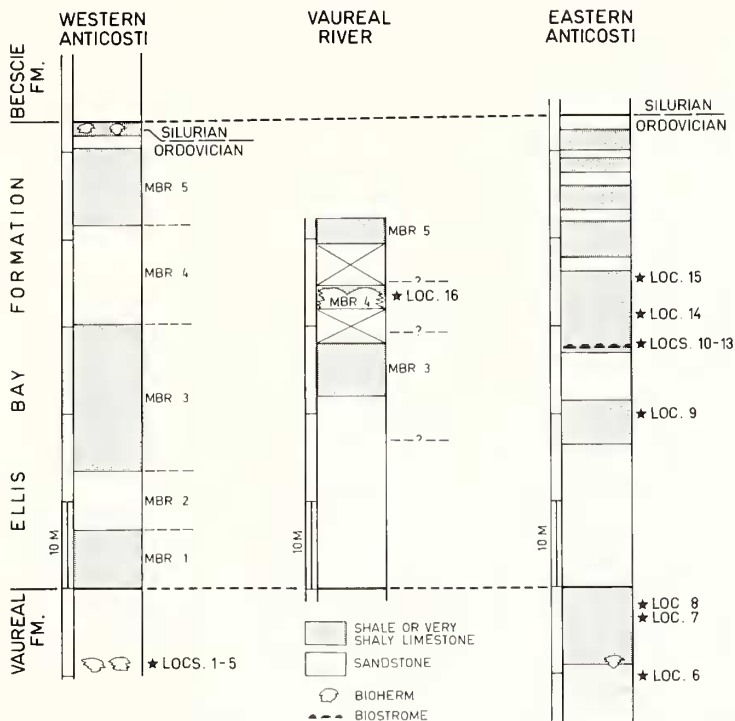 WESTERN
ANTICOSTI
VAUREAL
RIVER
EASTERN
ANTICOSTI
BECSCIE
FM.
ELLIS BAY FORMATION
VAUREAL
FM.
SILURIAN
ORDOVICIAN
MBR 5
MBR 4
MBR 3
MBR 2
MBR 1
10 M
★ LOCS. 1-5
MBR 5
—?—
MBR 4
★ LOC. 16
—?—
MBR 3
—?—
10 M
SILURIAN
ORDOVICIAN
★ LOC. 15
★ LOC. 14
★ LOCS. 10-13
★ LOC. 9
10 M
★ LOC 8
★ LOC. 7
★ LOC. 6
SHALE OR VERY
SHALY LIMESTONE
SANDSTONE
BIOHERM
BIOSTROME